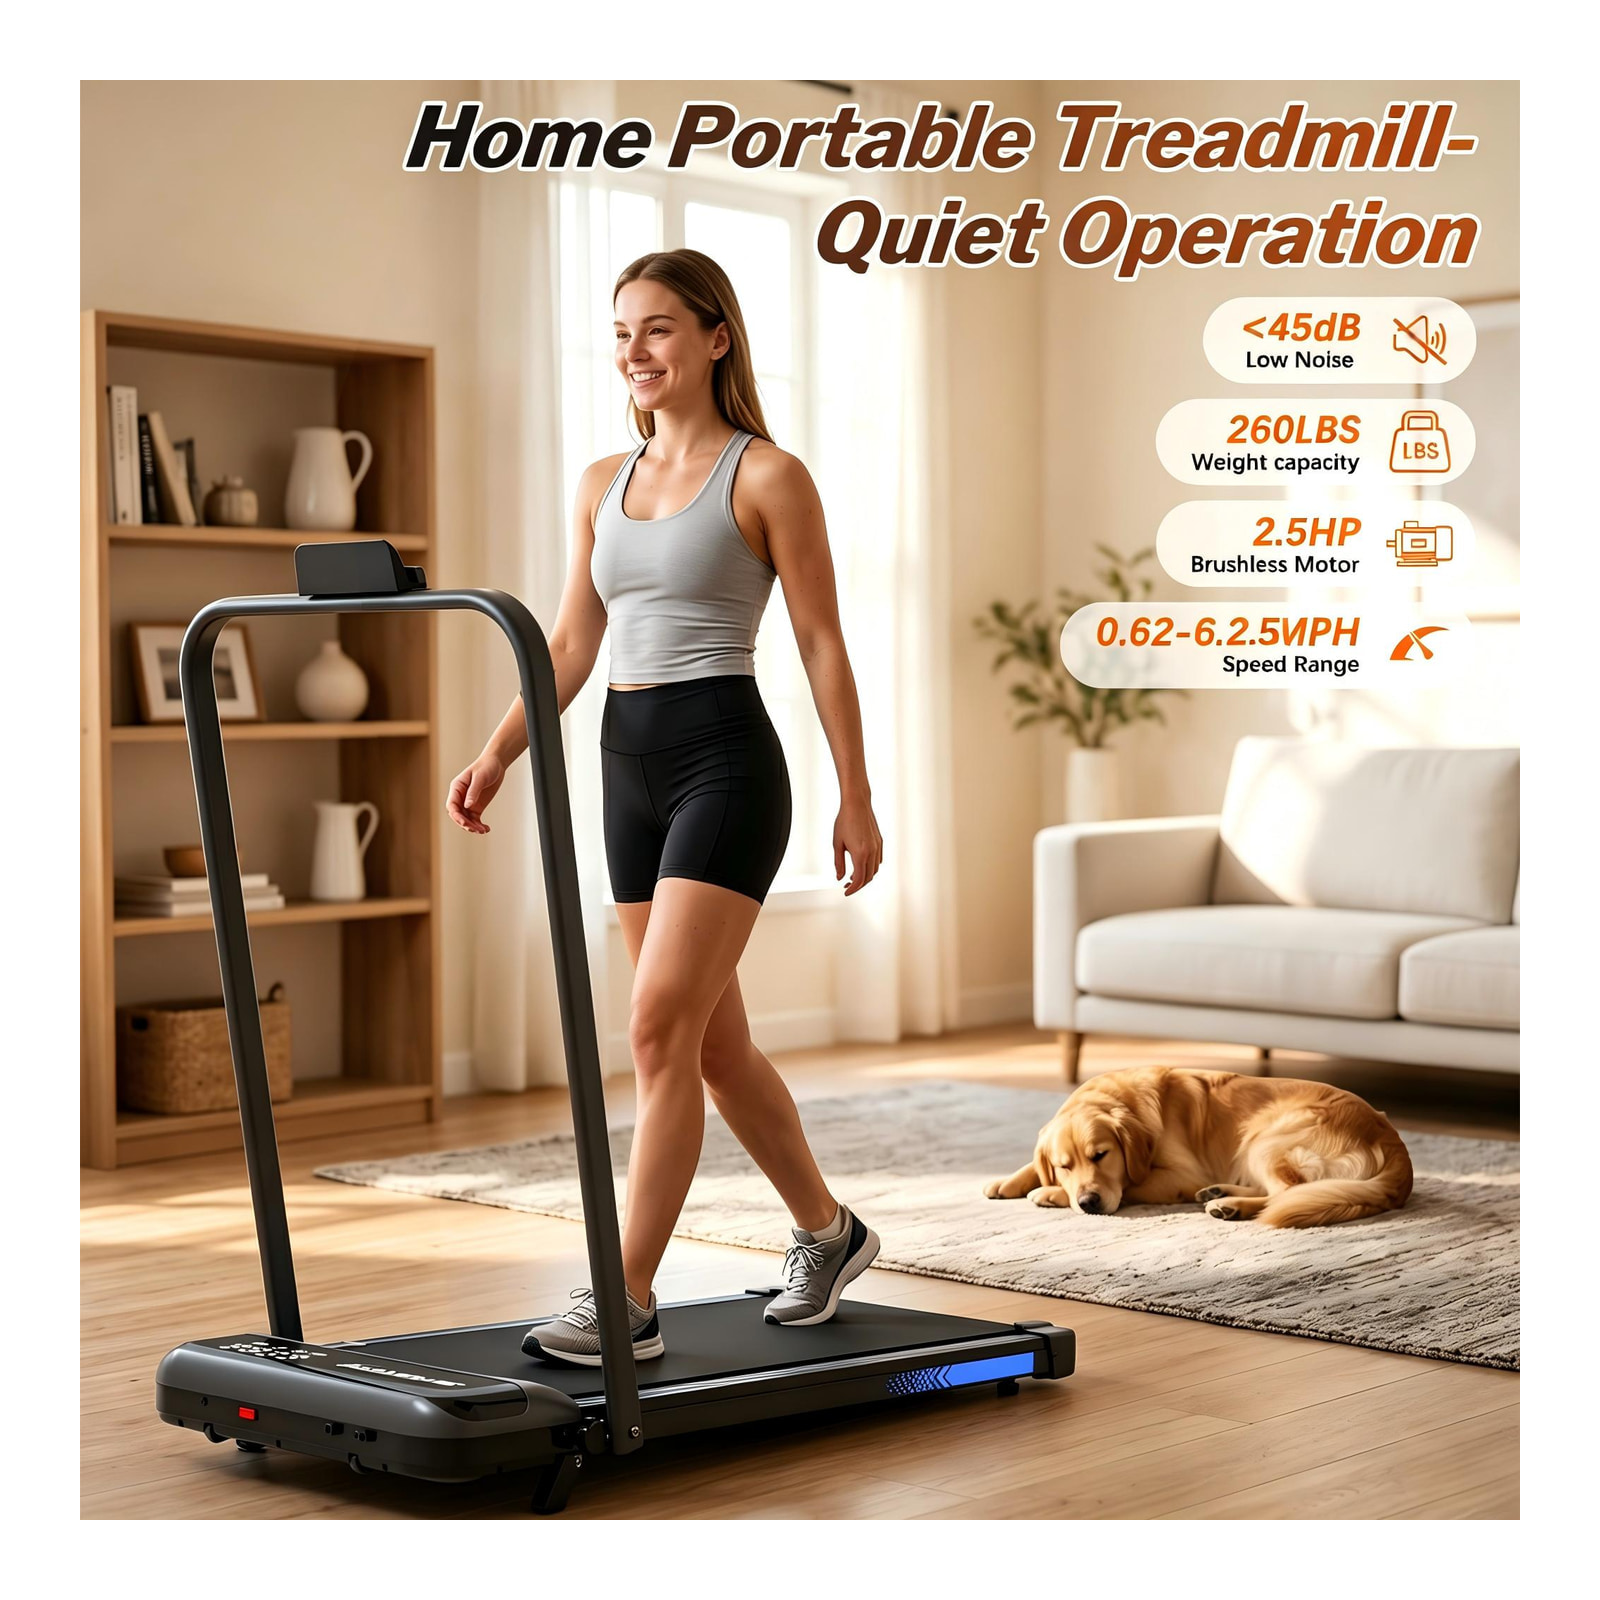 Home Portable Treadmill-
Quiet Operation
<45dB
Low Noise
260LBS
Weight capacity
LBS
2.5HP
Brushless Motor
0.62-6.2.5MPH
Speed Range